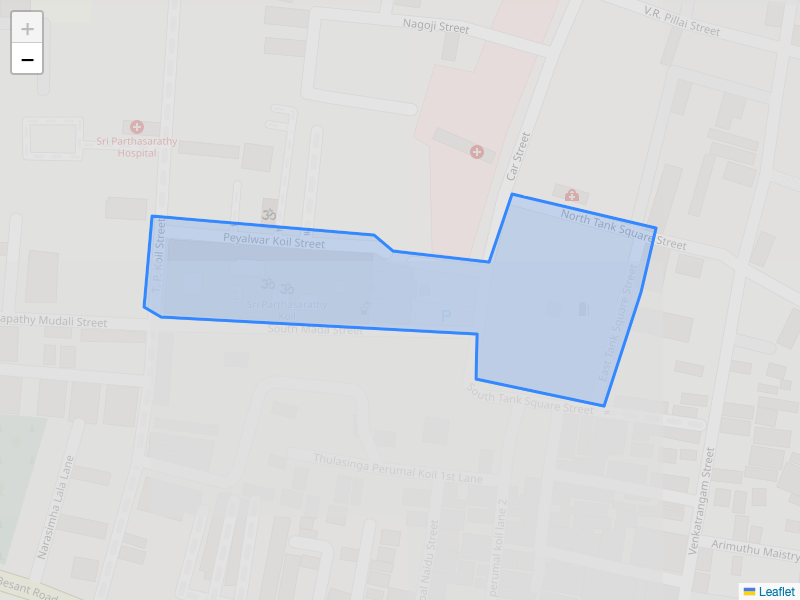 +
−
Nagoji Street
V.R. Pillai Street
Sri Parthasarathy
Hospital
Car Street
North Tank Square Street
Peyalwar Koil Street
T.P. Koil Street
Sri Parthasarathy
P
East Tank Square Street
apathy Mudali Street
South Mada Street
South Tank Square Street
Thulasinga Perumal Koil 1st Lane
Narasimha Lala Lane
Venkatrangam Street
pal Naidu Street
perumal koil lane 2
Arimuthu Maistry
Besant Road
Leaflet